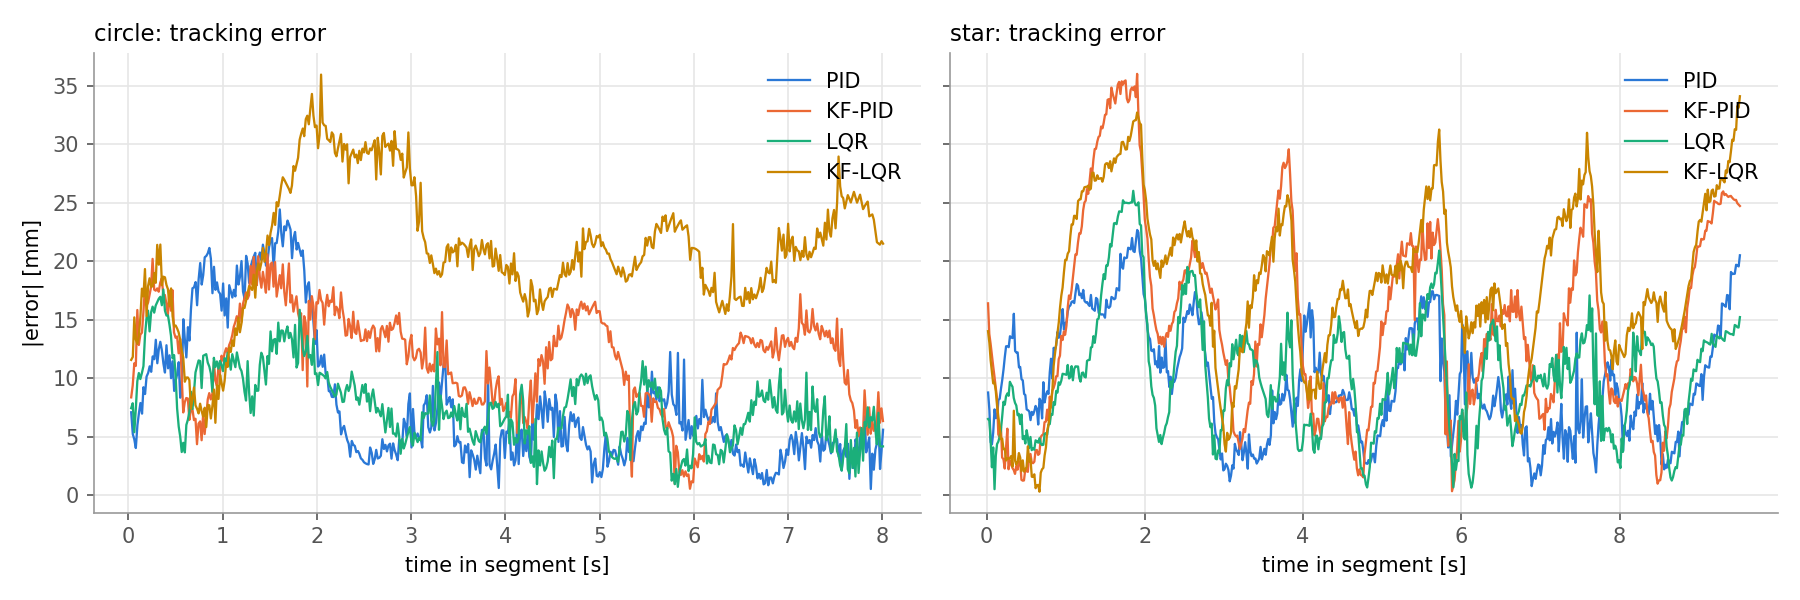 circle: tracking error
star: tracking error
|error| [mm]
35
30
25
20
15
10
5
0
PID
KF-PID
LQR
KF-LQR
0 1 2 3 4 5 6 7 8
time in segment [s]
PID
KF-PID
LQR
KF-LQR
0 2 4 6 8
time in segment [s]